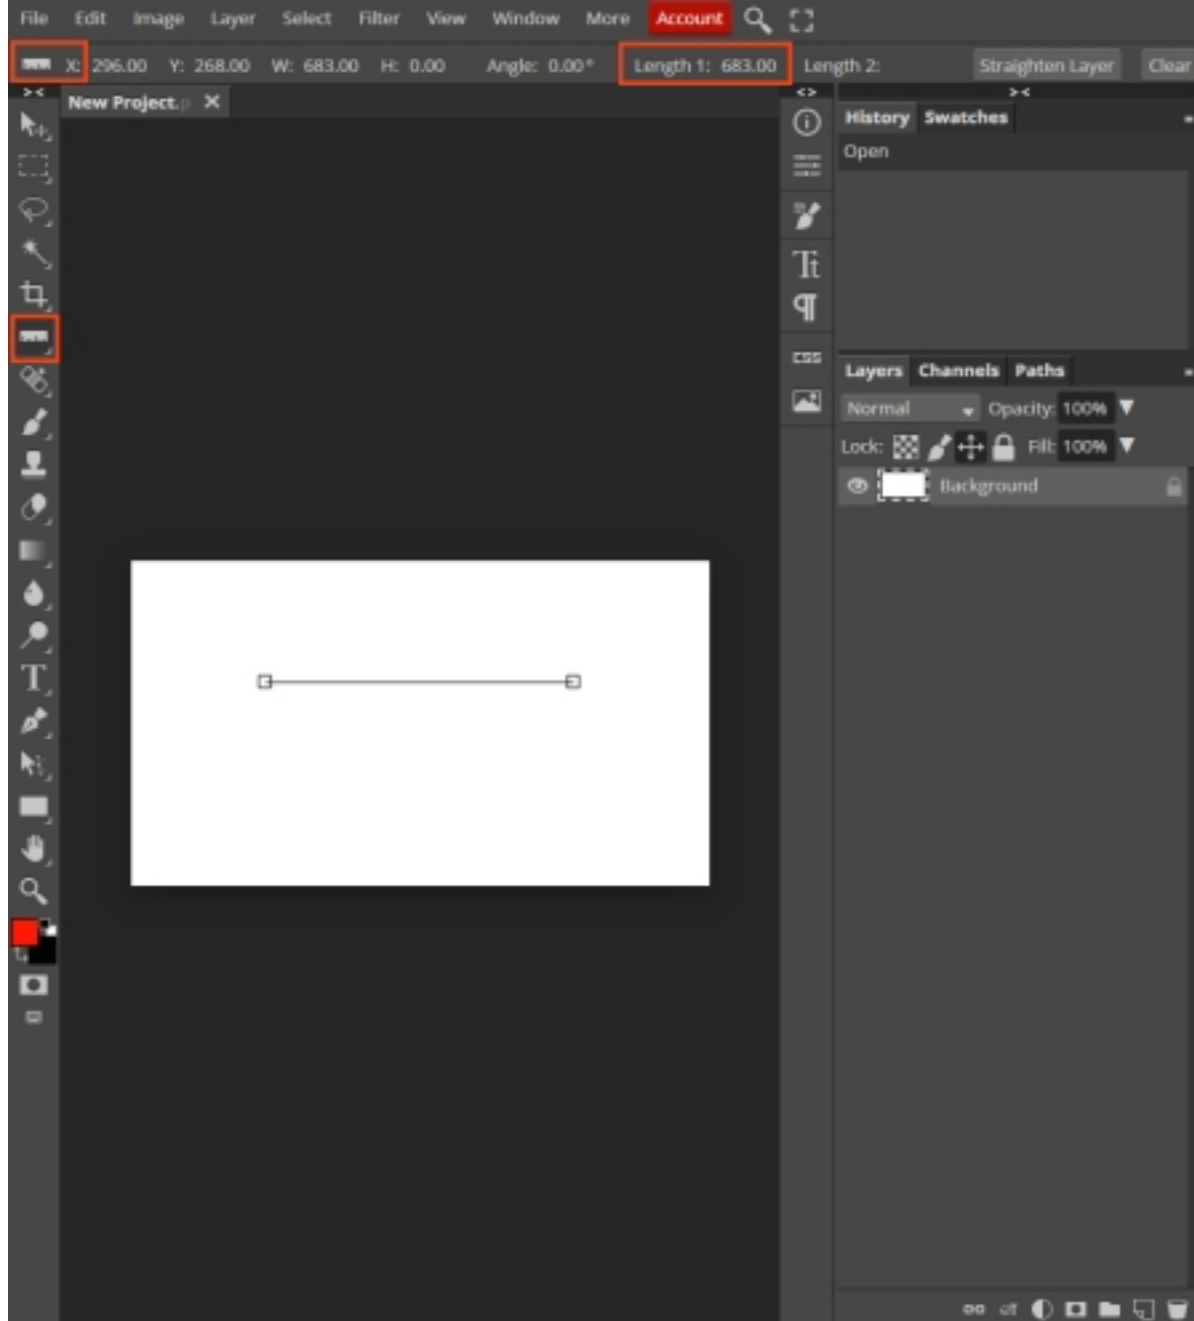 File Edit Image Layer Select Filter View Window More Account
X: 296.00 Y: 268.00 W: 683.00 H: 0.00 Angle: 0.00° Length 1: 683.00 Length 2: Straighten Layer Clear
New Project.p
History Swatches
Open
Tt
CSS
Layers Channels Paths
Normal Opacity: 100%
Lock: Fill: 100%
Background
T
eff